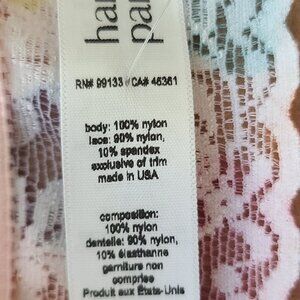 RN# 99133 / CA# 45361
body: 100% nylon
lace: 90% nylon,
10% spandex
exclusive of trim
made in USA
composition:
100% nylon
dentelle: 90% nylon,
10% élasthanne
garniture non
comprise
Produit aux États-Unis